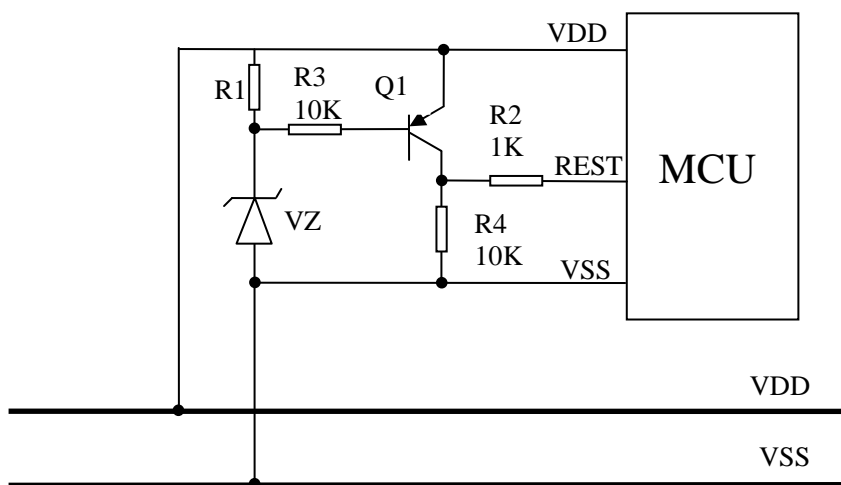 VDD
R1
R3
10K
Q1
R2
1K
REST
MCU
VZ
R4
10K
VSS
VDD
VSS